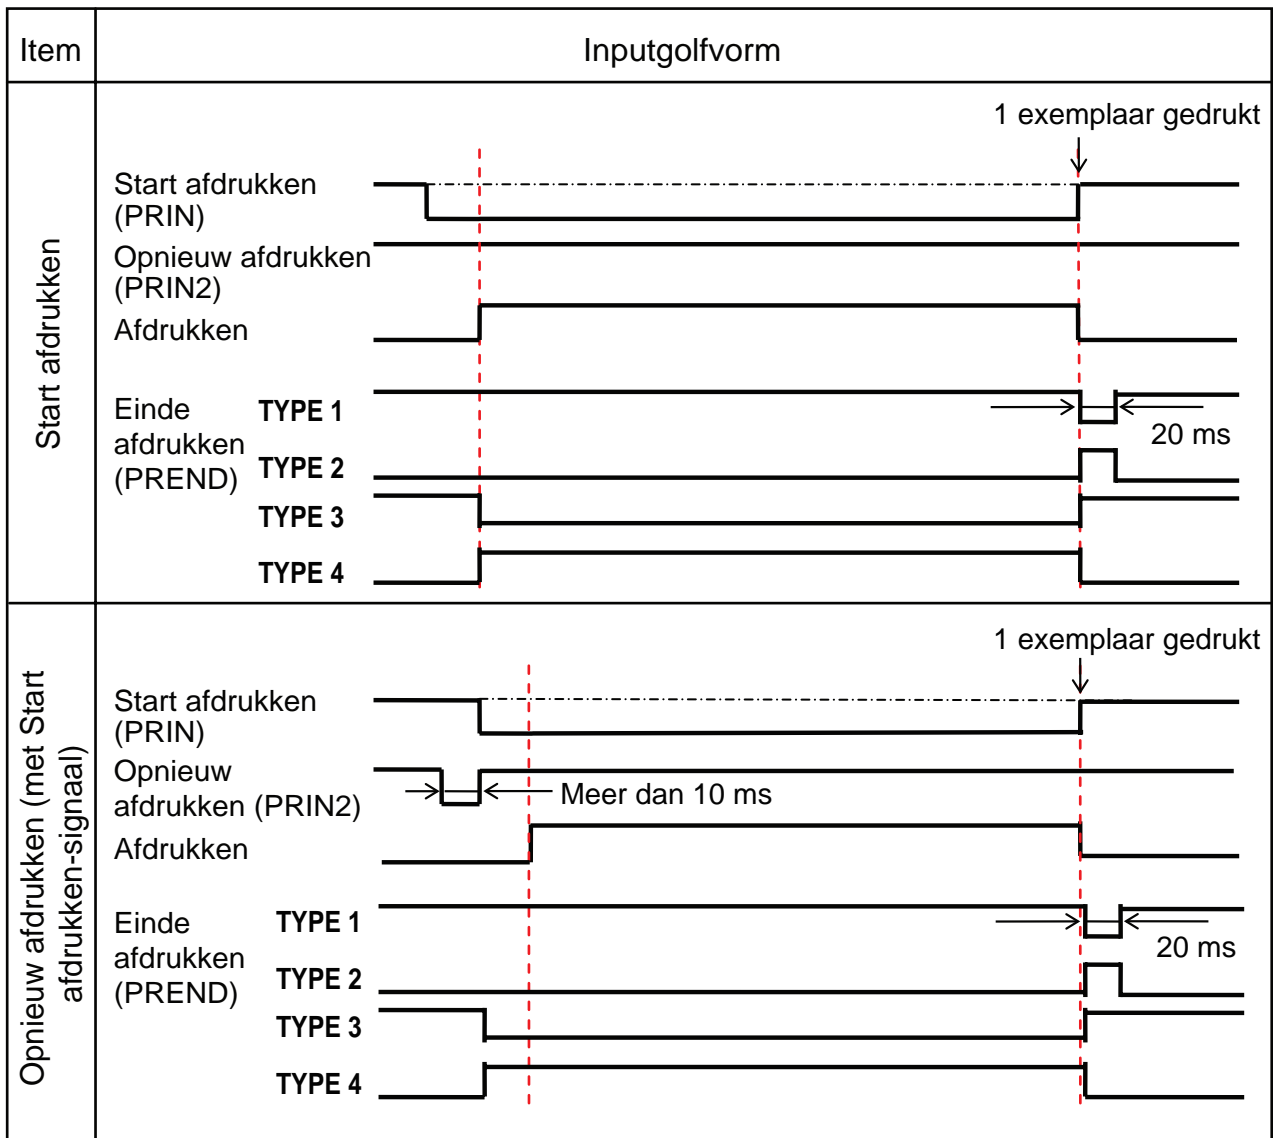 Item
Inputgolfvorm
Start afdrukken
1 exemplaar gedrukt
Start afdrukken
(PRIN)
Opnieuw afdrukken
(PRIN2)
Afdrukken
Einde
afdrukken
(PREND)
TYPE 1
20 ms
TYPE 2
TYPE 3
TYPE 4
Opnieuw afdrukken (met Start
afdrukken-signaal)
1 exemplaar gedrukt
Start afdrukken
(PRIN)
Opnieuw
afdrukken (PRIN2)
Meer dan 10 ms
Afdrukken
Einde
afdrukken
(PREND)
TYPE 1
20 ms
TYPE 2
TYPE 3
TYPE 4